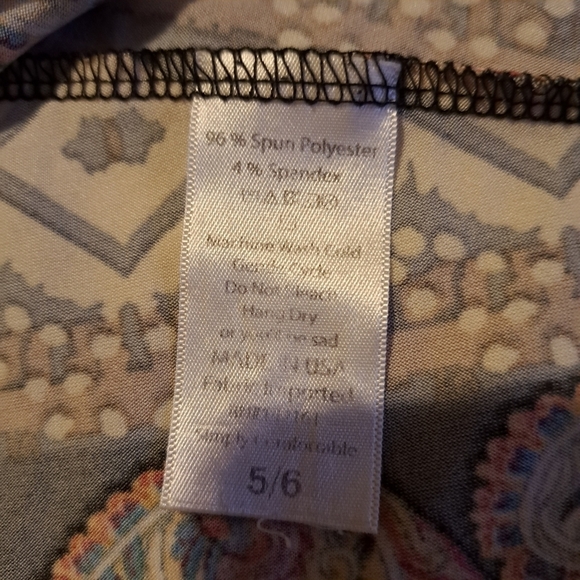 96 % Spun Polyester
4 % Spandex
Machine Wash Cold
Gentle Cycle
Do Not Bleach
Hang Dry
or you'll be sad
MADE IN USA
Fabric Imported
Simply Comfortable
5/6